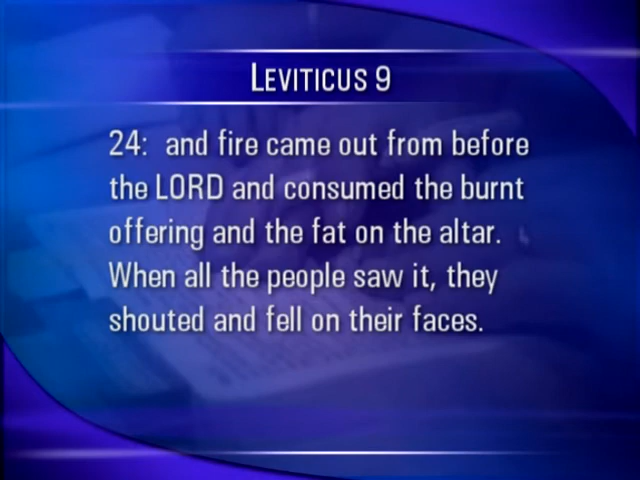 LEVITICUS 9
24: and fire came out from before
the LORD and consumed the burnt
offering and the fat on the altar.
When all the people saw it, they
shouted and fell on their faces.